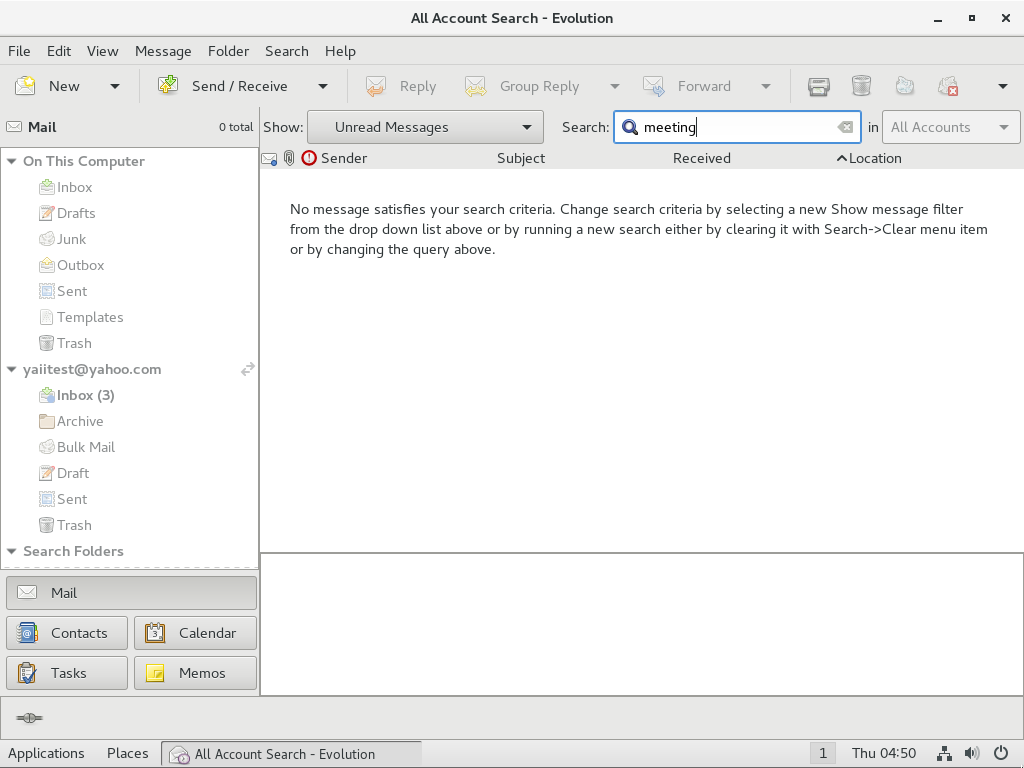 All Account Search - Evolution
File Edit View Message Folder Search Help
New Send / Receive Reply Group Reply Forward
Mail 0 total Show: Unread Messages Search: meeting in All Accounts
Sender Subject Received Location
On This Computer
Inbox
Drafts
Junk
Outbox
Sent
Templates
Trash
yaiitest@yahoo.com
Inbox (3)
Archive
Bulk Mail
Draft
Sent
Trash
Search Folders
No message satisfies your search criteria. Change search criteria by selecting a new Show message filter
from the drop down list above or by running a new search either by clearing it with Search->Clear menu item
or by changing the query above.
Mail
Contacts Calendar
Tasks Memos
Applications Places All Account Search - Evolution 1 Thu 04:50